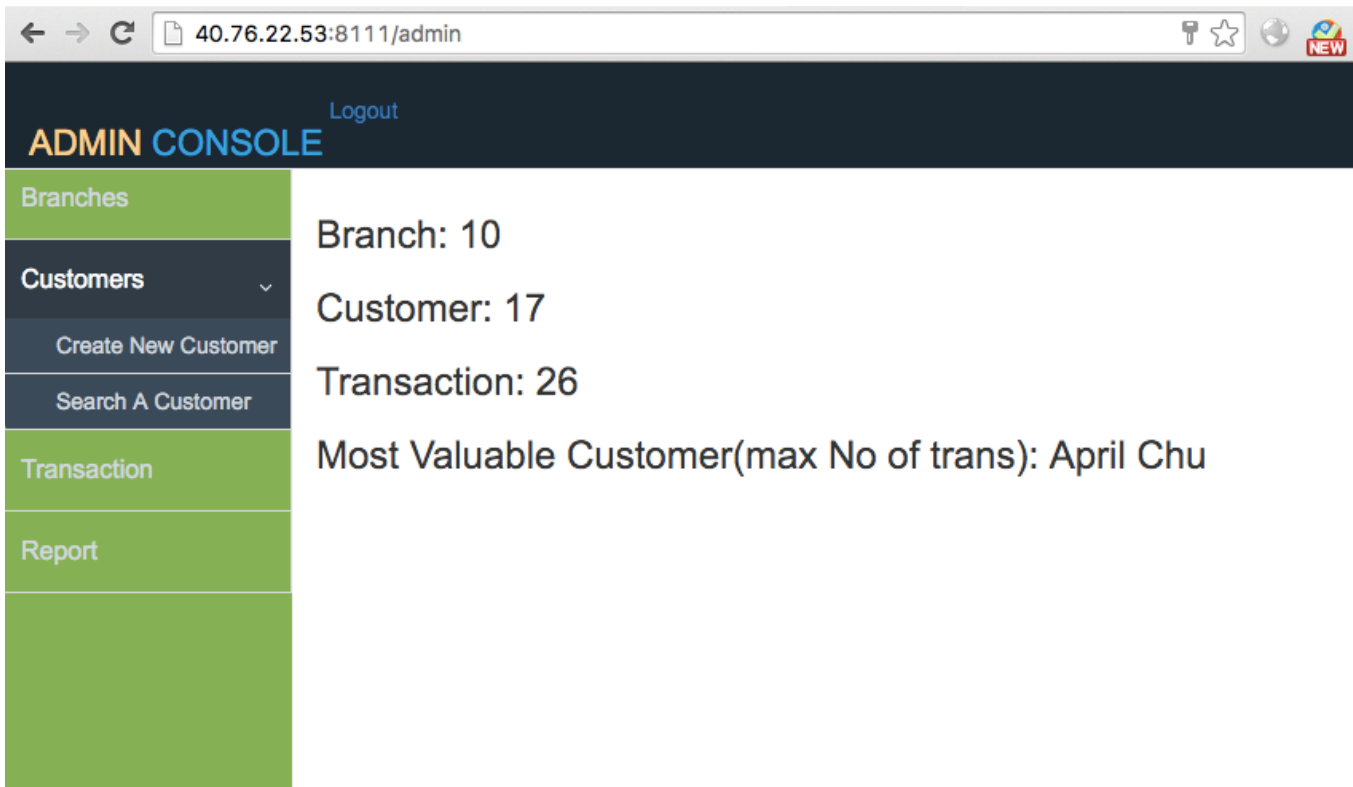 40.76.22.53:8111/admin
NEW
Logout
ADMIN CONSOLE
Branches
Customers
Create New Customer
Search A Customer
Transaction
Report
Branch: 10
Customer: 17
Transaction: 26
Most Valuable Customer(max No of trans): April Chu